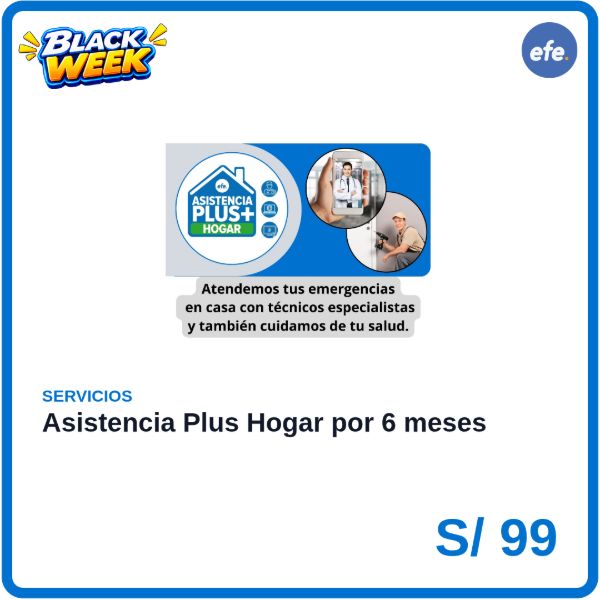 BLACK
WEEK
efe.
efe
ASISTENCIA
PLUS+
HOGAR
Atendemos tus emergencias
en casa con técnicos especialistas
y también cuidamos de tu salud.
SERVICIOS
Asistencia Plus Hogar por 6 meses
S/ 99